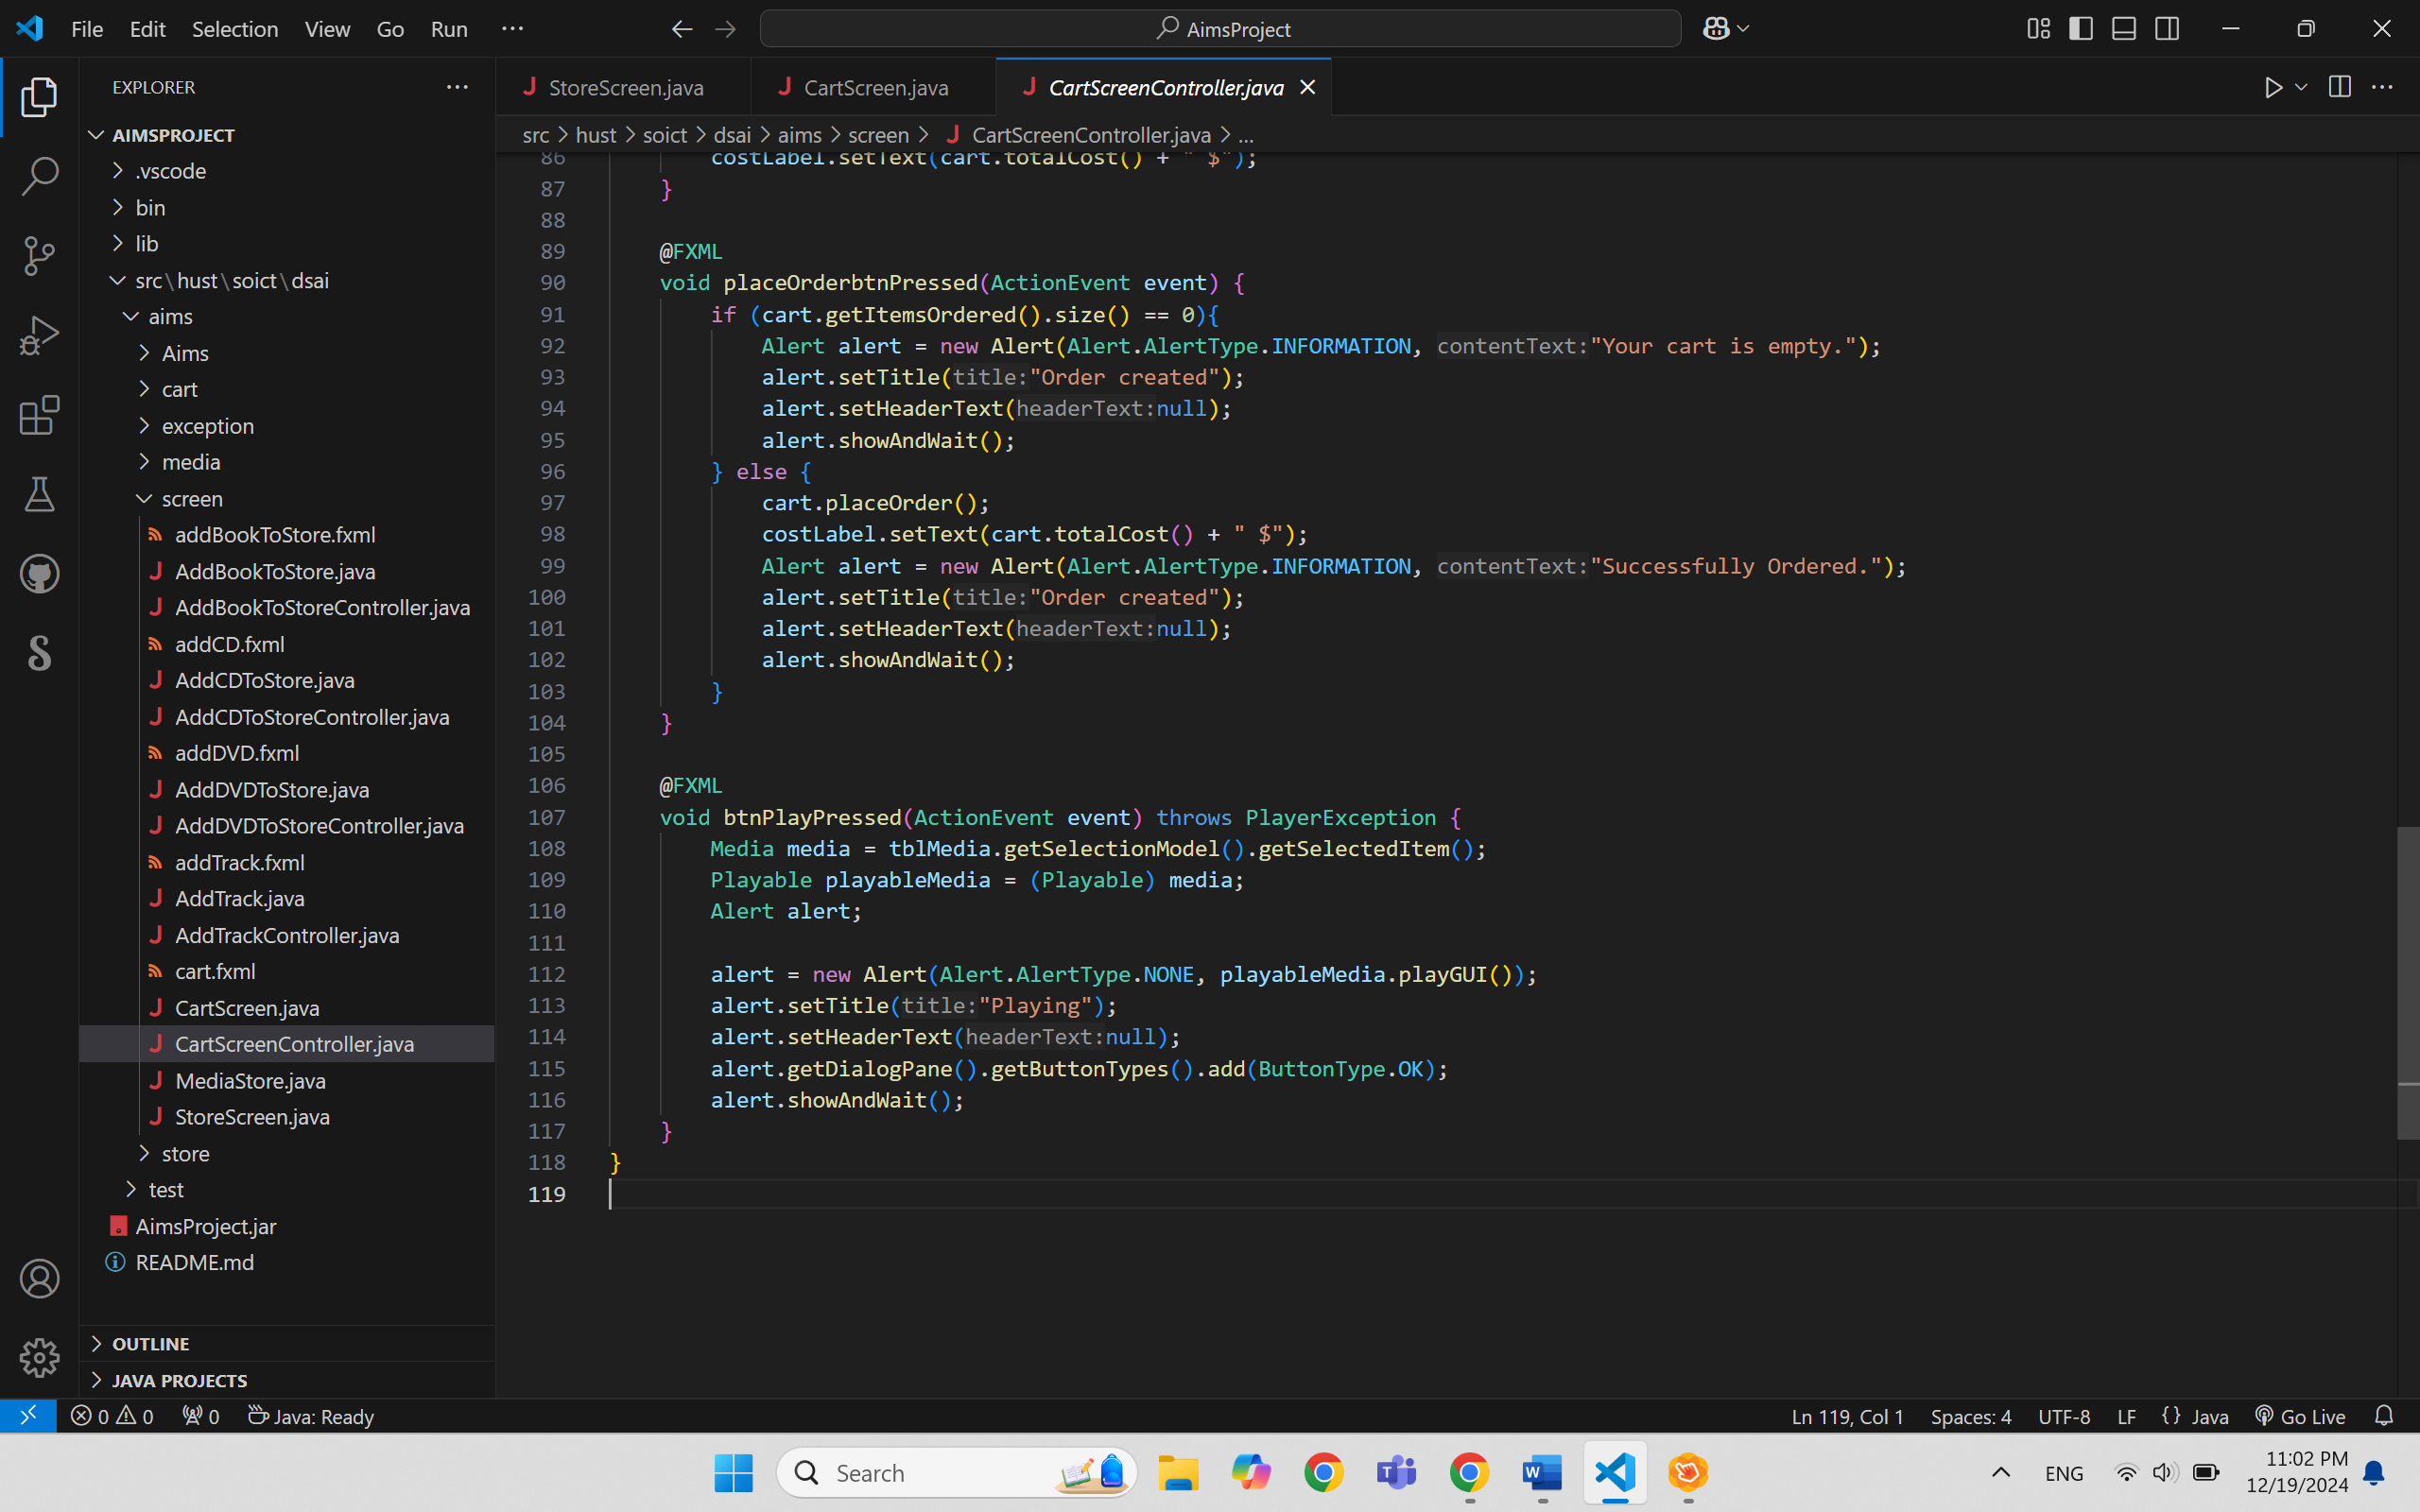 File Edit Selection View Go Run ··· AimsProject
EXPLORER ···
AIMSPROJECT
.vscode
bin
lib
src\hust\soict\dsai
aims
Aims
cart
exception
media
screen
addBookToStore.fxml
AddBookToStore.java
AddBookToStoreController.java
addCD.fxml
AddCDToStore.java
AddCDToStoreController.java
addDVD.fxml
AddDVDToStore.java
AddDVDToStoreController.java
addTrack.fxml
AddTrack.java
AddTrackController.java
cart.fxml
CartScreen.java
CartScreenController.java
MediaStore.java
StoreScreen.java
store
test
AimsProject.jar
README.md
OUTLINE
JAVA PROJECTS
StoreScreen.java CartScreen.java CartScreenController.java
src > hust > soict > dsai > aims > screen > CartScreenController.java > ...
86 costLabel.setText(cart.totalCost() + " $");
87 }
88
89 @FXML
90 void placeOrderbtnPressed(ActionEvent event) {
91 if (cart.getItemsOrdered().size() == 0){
92 Alert alert = new Alert(Alert.AlertType.INFORMATION, contentText:"Your cart is empty.");
93 alert.setTitle(title:"Order created");
94 alert.setHeaderText(headerText:null);
95 alert.showAndWait();
96 } else {
97 cart.placeOrder();
98 costLabel.setText(cart.totalCost() + " $");
99 Alert alert = new Alert(Alert.AlertType.INFORMATION, contentText:"Successfully Ordered.");
100 alert.setTitle(title:"Order created");
101 alert.setHeaderText(headerText:null);
102 alert.showAndWait();
103 }
104 }
105
106 @FXML
107 void btnPlayPressed(ActionEvent event) throws PlayerException {
108 Media media = tblMedia.getSelectionModel().getSelectedItem();
109 Playable playableMedia = (Playable) media;
110 Alert alert;
111
112 alert = new Alert(Alert.AlertType.NONE, playableMedia.playGUI());
113 alert.setTitle(title:"Playing");
114 alert.setHeaderText(headerText:null);
115 alert.getDialogPane().getButtonTypes().add(ButtonType.OK);
116 alert.showAndWait();
117 }
118 }
119
0 0 0 Java: Ready Ln 119, Col 1 Spaces: 4 UTF-8 LF {} Java Go Live
Search ENG 11:02 PM
12/19/2024